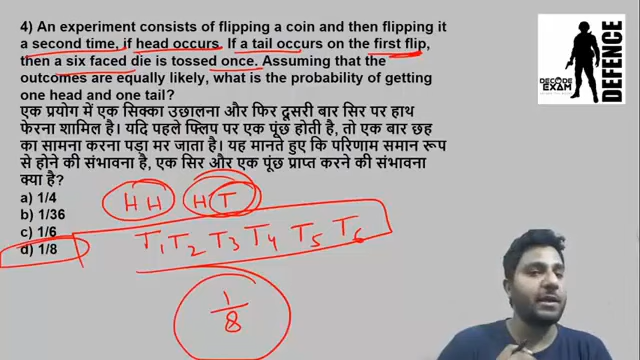 4) An experiment consists of flipping a coin and then flipping it
a second time, if head occurs. If a tail occurs on the first flip,
then a six faced die is tossed once. Assuming that the
outcomes are equally likely, what is the probability of getting
one head and one tail?
एक प्रयोग में एक सिक्का उछालना और फिर दूसरी बार सिर पर हाथ
फेरना शामिल है। यदि पहले फ्लिप पर एक पूंछ होती है, तो एक बार छह
का सामना करना पड़ा मर जाता है। यह मानते हुए कि परिणाम समान रूप
से होने की संभावना है, एक सिर और एक पूंछ प्राप्त करने की संभावना
क्या है?
a) 1/4
b) 1/36
c) 1/6
d) 1/8
H H H T
T1 T2 T3 T4 T5 T6
1/8
DECODE
EXAM
DEFENCE